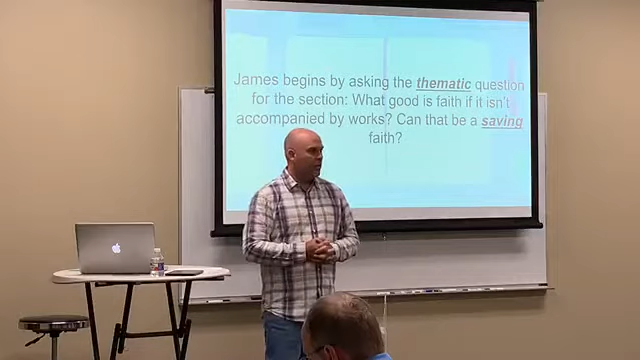 James begins by asking the thematic question
for the section: What good is faith if it isn't
accompanied by works? Can that be a saving
faith?